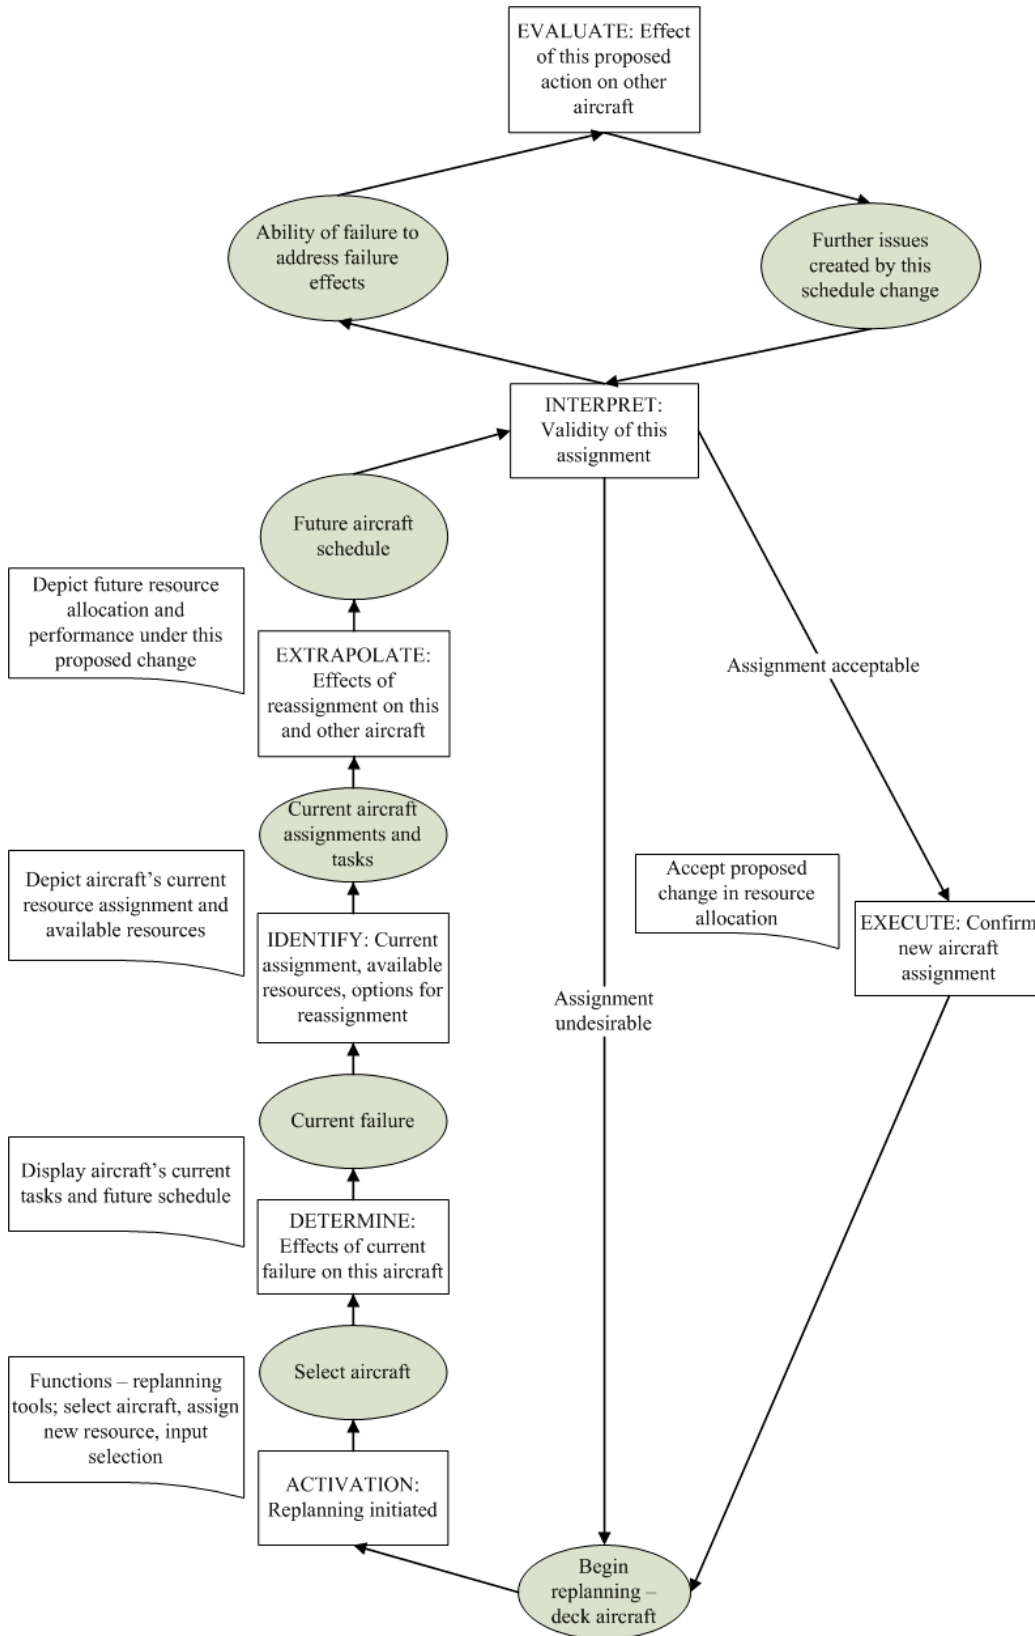 EVALUATE: Effect
of this proposed
action on other
aircraft
Ability of failure to
address failure
effects
Further issues
created by this
schedule change
INTERPRET:
Validity of this
assignment
Future aircraft
schedule
Depict future resource
allocation and
performance under this
proposed change
EXTRAPOLATE:
Effects of
reassignment on this
and other aircraft
Assignment acceptable
Current aircraft
assignments and
tasks
Depict aircraft’s current
resource assignment and
available resources
Accept proposed
change in resource
allocation
IDENTIFY: Current
assignment, available
resources, options for
reassignment
EXECUTE: Confirm
new aircraft
assignment
Assignment
undesirable
Current failure
Display aircraft’s current
tasks and future schedule
DETERMINE:
Effects of current
failure on this aircraft
Select aircraft
Functions – replanning
tools; select aircraft, assign
new resource, input
selection
ACTIVATION:
Replanning initiated
Begin
replanning –
deck aircraft